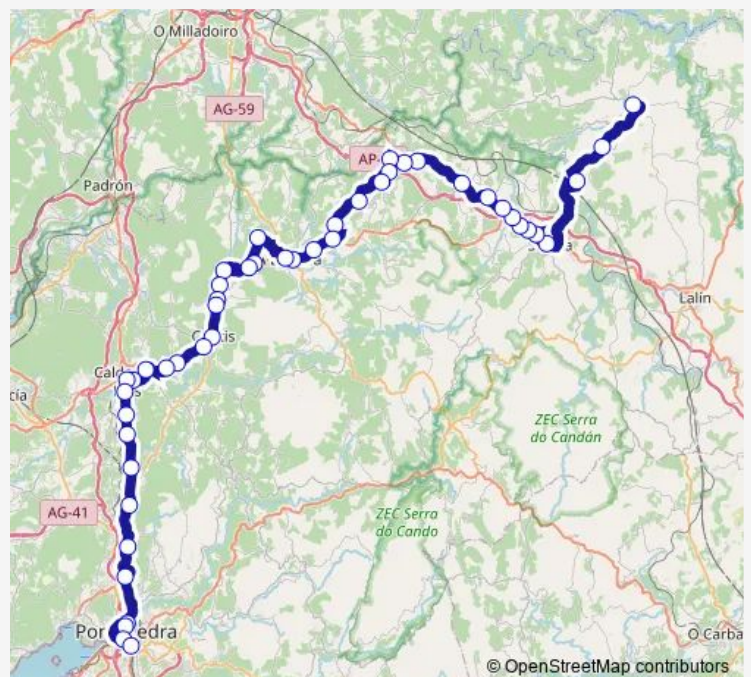 O Milladoiro
AG-59
AP-
Padrón
Lalín
ZEC Serra
do Candán
AG-41
ZEC Serra
do Cando
O Carba
© OpenStreetMap contributors